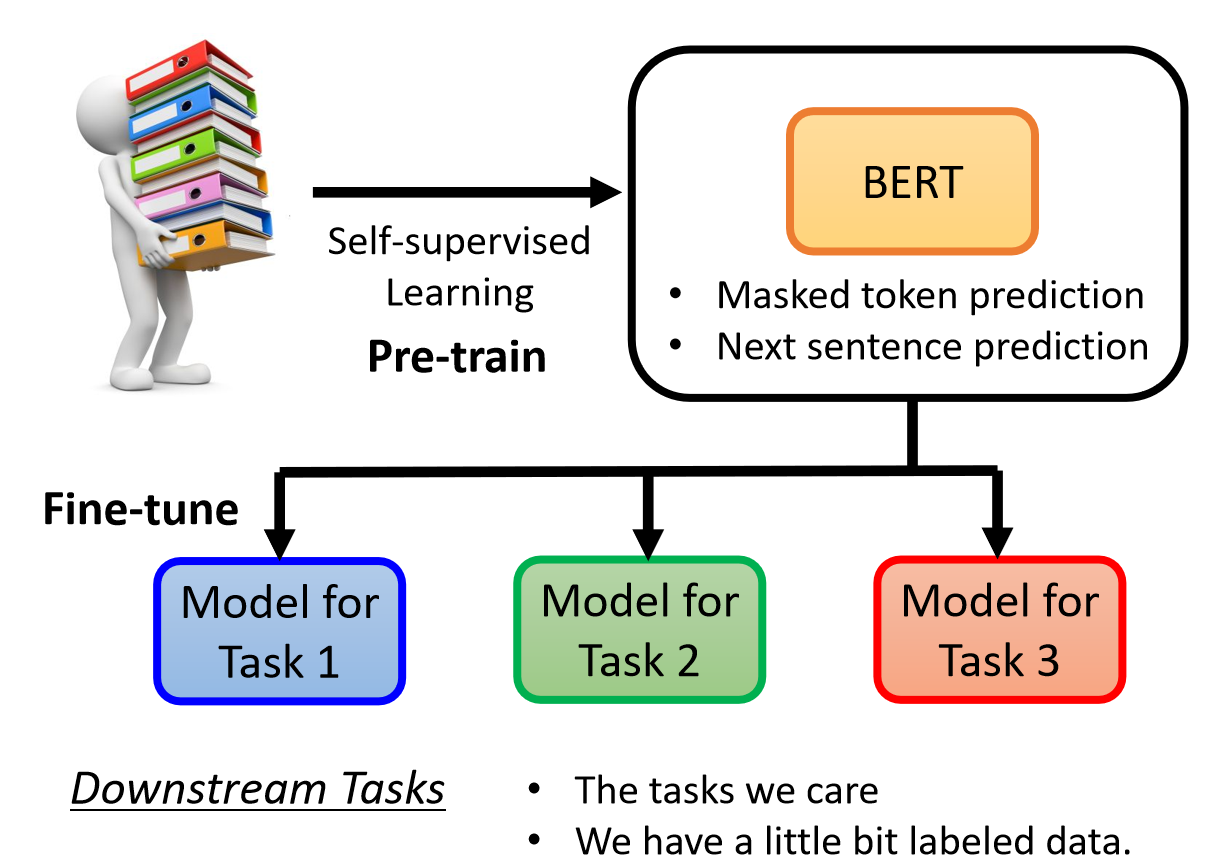 BERT
Self-supervised
Learning
Pre-train
• Masked token prediction
• Next sentence prediction
Fine-tune
Model for
Task 1
Model for
Task 2
Model for
Task 3
Downstream Tasks
• The tasks we care
• We have a little bit labeled data.